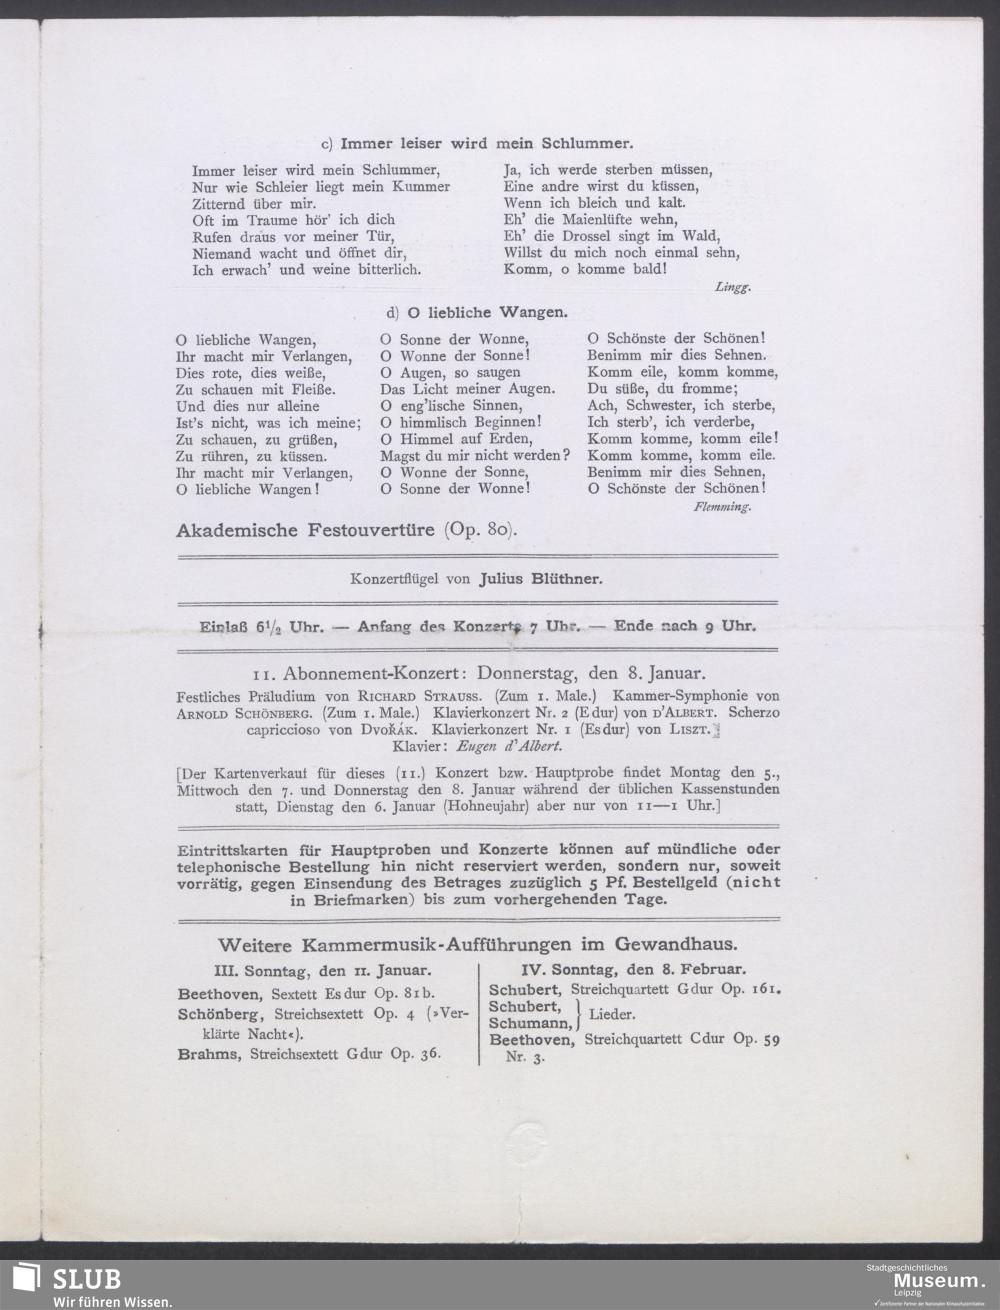 c) Immer leiser wird mein Schlummer.
Immer leiser wird mein Schlummer,
Nur wie Schleier liegt mein Kummer
Zitternd über mir.
Oft im Traume hör' ich dich
Rufen draus vor meiner Tür,
Niemand wacht und öffnet dir,
Ich erwach' und weine bitterlich.
Ja, ich werde sterben müssen,
Eine andre wirst du küssen,
Wenn ich bleich und kalt.
Eh' die Maienlüfte wehn,
Eh' die Drossel singt im Wald,
Willst du mich noch einmal sehn,
Komm, o komme bald!
Lingg.
d) O liebliche Wangen.
O liebliche Wangen,
Ihr macht mir Verlangen,
Dies rote, dies weiße,
Zu schauen mit Fleiße.
Und dies nur alleine
Ist's nicht, was ich meine;
Zu schauen, zu grüßen,
Zu rühren, zu küssen.
Ihr macht mir Verlangen,
O liebliche Wangen!
O Sonne der Wonne,
O Wonne der Sonne!
O Augen, so saugen
Das Licht meiner Augen.
O eng'lische Sinnen,
O himmlisch Beginnen!
O Himmel auf Erden,
Magst du mir nicht werden?
O Wonne der Sonne,
O Sonne der Wonne!
O Schönste der Schönen!
Benimm mir dies Sehnen.
Komm eile, komm komme,
Du süße, du fromme;
Ach, Schwester, ich sterbe,
Ich sterb', ich verderbe,
Komm komme, komm eile!
Komm komme, komm eile.
Benimm mir dies Sehnen,
O Schönste der Schönen!
Flemming.
Akademische Festouvertüre (Op. 80).
Konzertflügel von Julius Blüthner.
Einlaß 6½ Uhr. — Anfang des Konzerts 7 Uhr. — Ende nach 9 Uhr.
11. Abonnement-Konzert: Donnerstag, den 8. Januar.
Festliches Präludium von RICHARD STRAUSS. (Zum 1. Male.) Kammer-Symphonie von
ARNOLD SCHÖNBERG. (Zum 1. Male.) Klavierkonzert Nr. 2 (Edur) von D'ALBERT. Scherzo
capriccioso von DVOŘÁK. Klavierkonzert Nr. 1 (Esdur) von LISZT.
Klavier: Eugen d'Albert.
[Der Kartenverkauf für dieses (11.) Konzert bzw. Hauptprobe findet Montag den 5.,
Mittwoch den 7. und Donnerstag den 8. Januar während der üblichen Kassenstunden
statt, Dienstag den 6. Januar (Hohneujahr) aber nur von 11—1 Uhr.]
Eintrittskarten für Hauptproben und Konzerte können auf mündliche oder
telephonische Bestellung hin nicht reserviert werden, sondern nur, soweit
vorrätig, gegen Einsendung des Betrages zuzüglich 5 Pf. Bestellgeld (nicht
in Briefmarken) bis zum vorhergehenden Tage.
Weitere Kammermusik-Aufführungen im Gewandhaus.
III. Sonntag, den 11. Januar.
Beethoven, Sextett Esdur Op. 81b.
Schönberg, Streichsextett Op. 4 (»Ver-
klärte Nacht«).
Brahms, Streichsextett Gdur Op. 36.
IV. Sonntag, den 8. Februar.
Schubert, Streichquartett Gdur Op. 161.
Schubert,
Schumann, } Lieder.
Beethoven, Streichquartett Cdur Op. 59
Nr. 3.
SLUB
Wir führen Wissen.
Stadtgeschichtliches
Museum.
Leipzig